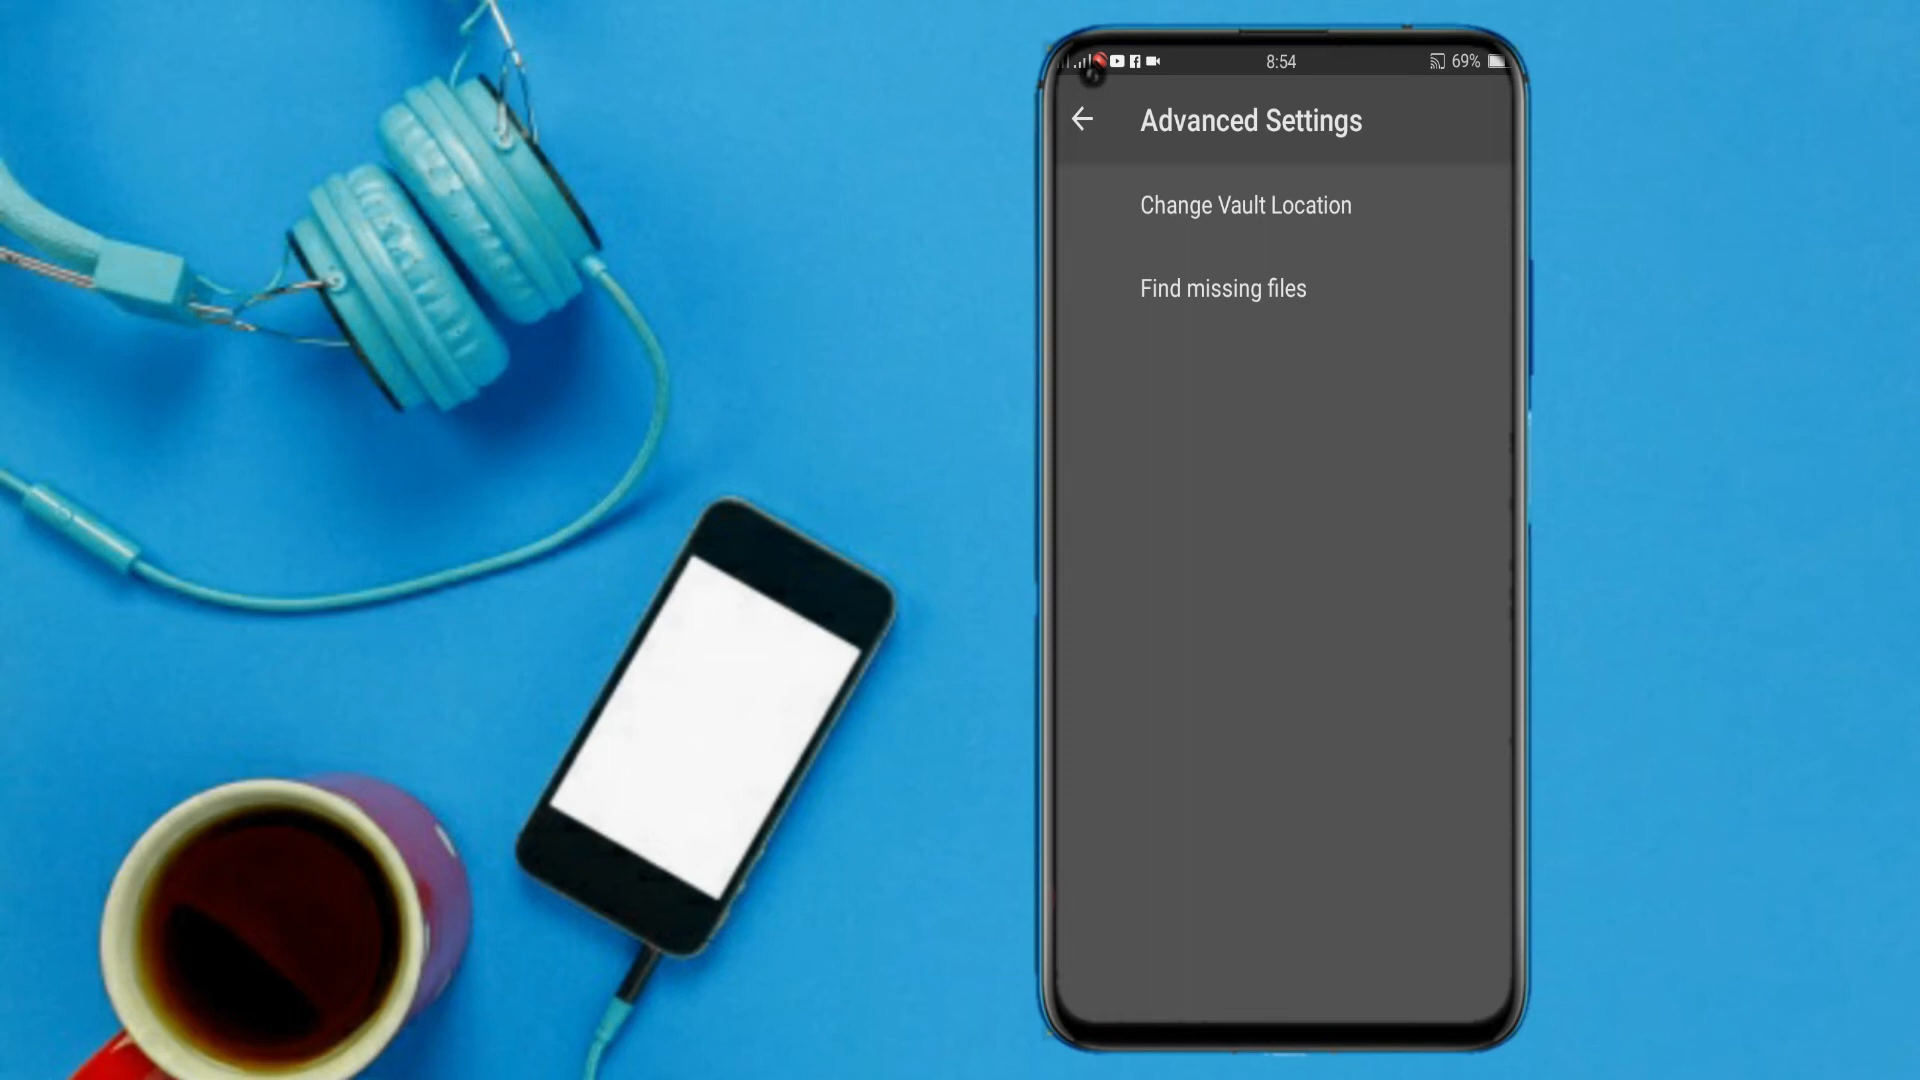 8:54
69%
Advanced Settings
Change Vault Location
Find missing files